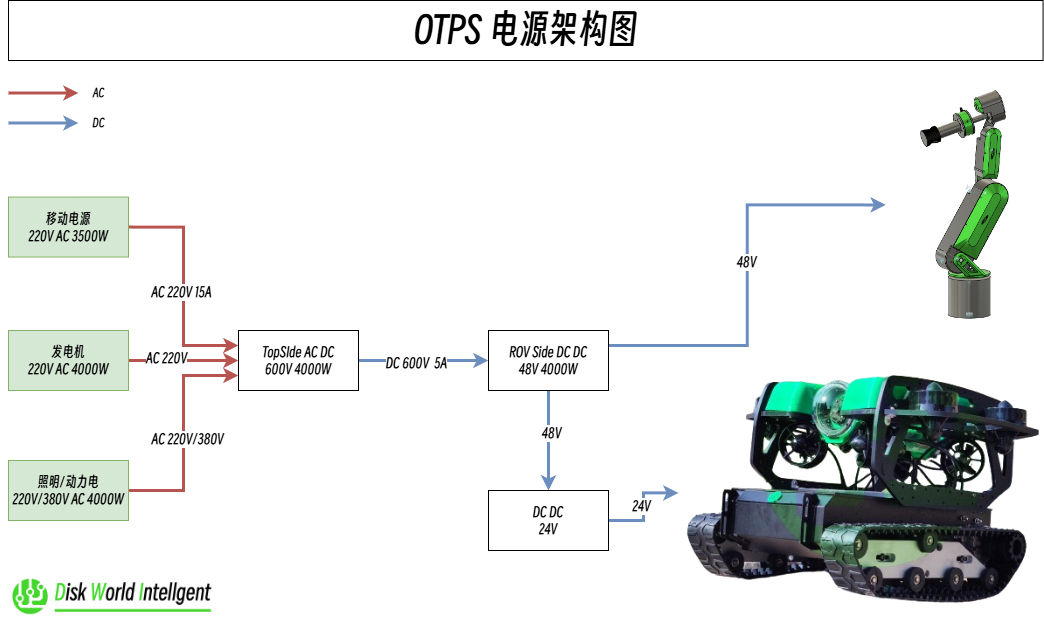 OTPS 电源架构图
AC
DC
移动电源
220V AC 3500W
AC 220V 15A
发电机
220V AC 4000W
AC 220V
TopSIde AC DC
600V 4000W
DC 600V 5A
ROV Side DC DC
48V 4000W
48V
AC 220V/380V
照明/动力电
220V/380V AC 4000W
48V
DC DC
24V
24V
Disk World Intellgent